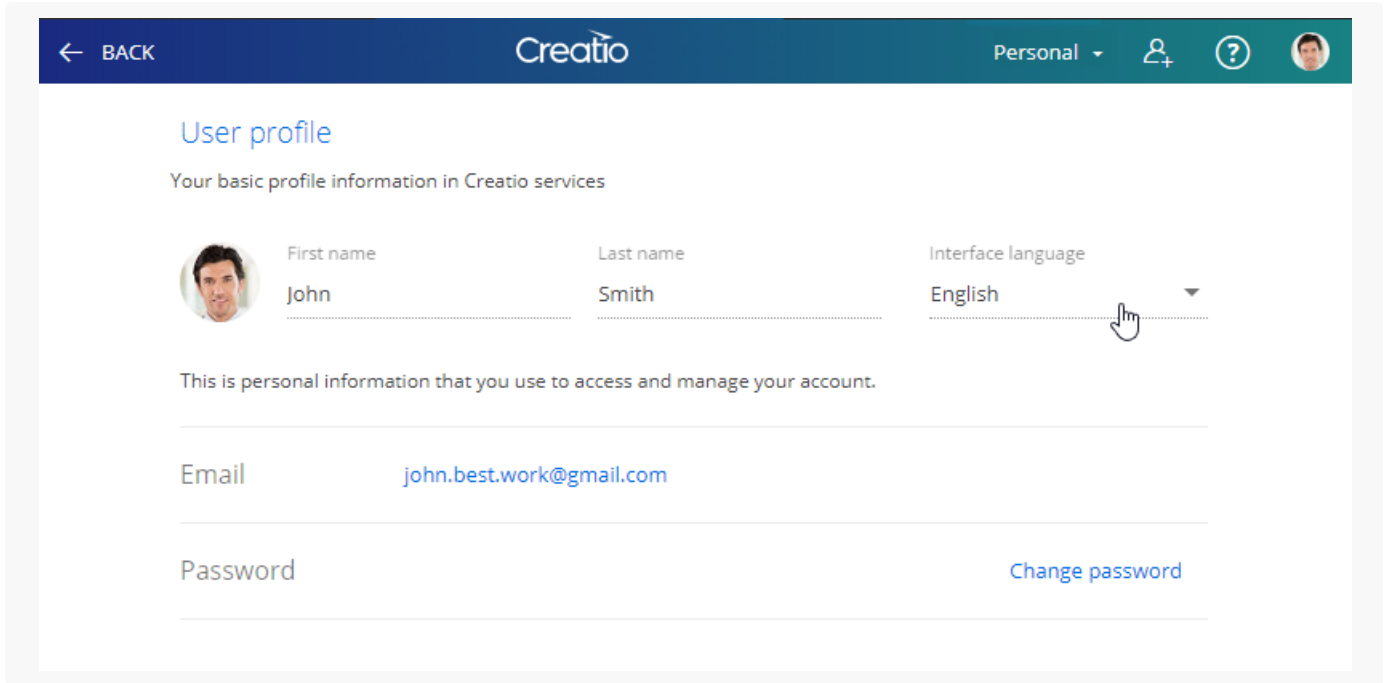 BACK Creatio Personal
User profile
Your basic profile information in Creatio services
First name Last name Interface language
John Smith English
This is personal information that you use to access and manage your account.
Email john.best.work@gmail.com
Password Change password